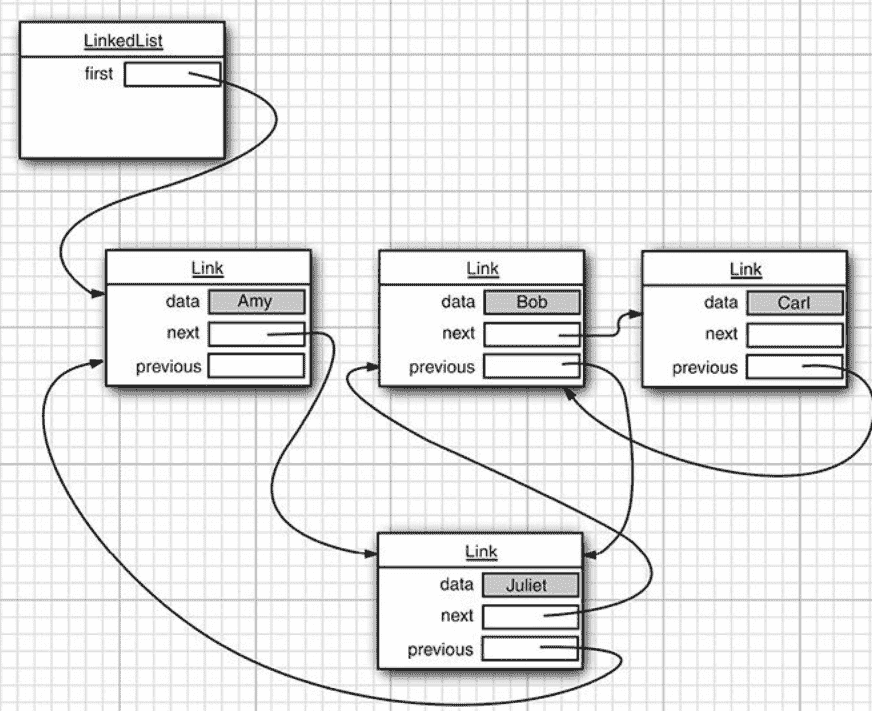 LinkedList
first
Link
data Amy
next
previous
Link
data Bob
next
previous
Link
data Carl
next
previous
Link
data Juliet
next
previous